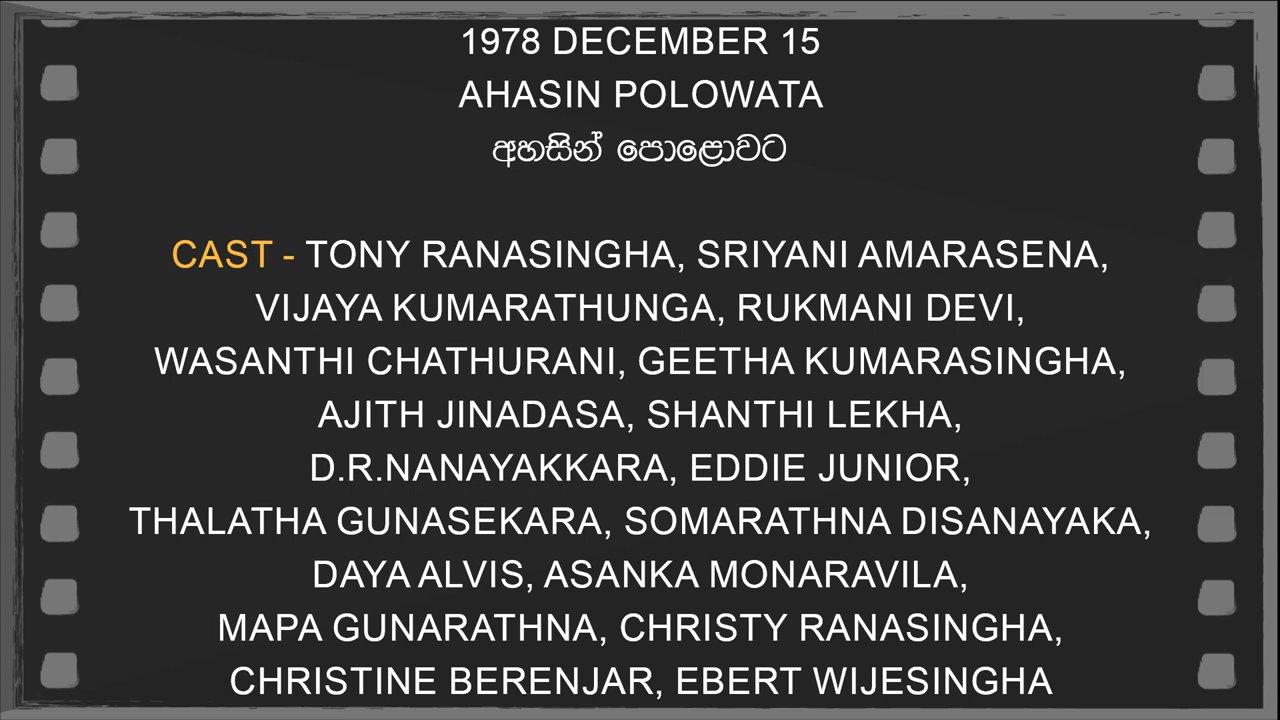 1978 DECEMBER 15
AHASIN POLOWATA
අහසින් පොළොවට
CAST - TONY RANASINGHA, SRIYANI AMARASENA,
VIJAYA KUMARATHUNGA, RUKMANI DEVI,
WASANTHI CHATHURANI, GEETHA KUMARASINGHA,
AJITH JINADASA, SHANTHI LEKHA,
D.R.NANAYAKKARA, EDDIE JUNIOR,
THALATHA GUNASEKARA, SOMARATHNA DISANAYAKA,
DAYA ALVIS, ASANKA MONARAVILA,
MAPA GUNARATHNA, CHRISTY RANASINGHA,
CHRISTINE BERENJAR, EBERT WIJESINGHA